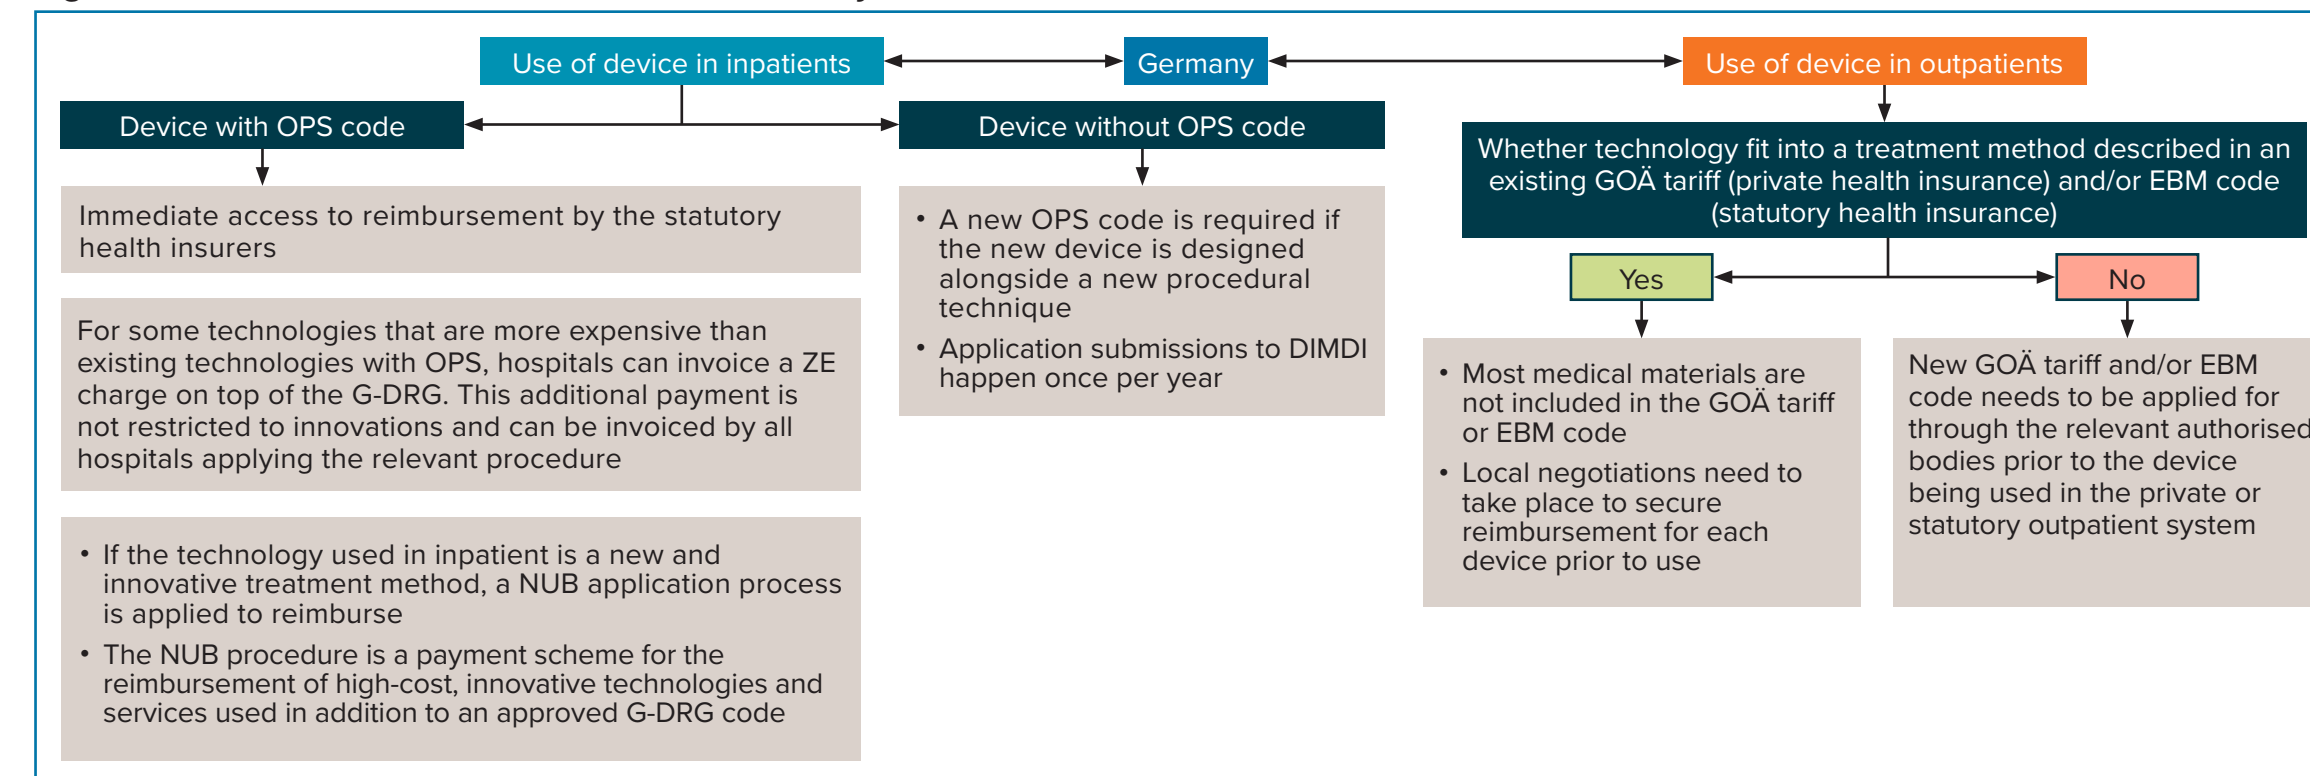 Use of device in inpatients
Germany
Use of device in outpatients
Device with OPS code
Device without OPS code
Immediate access to reimbursement by the statutory
health insurers
For some technologies that are more expensive than
existing technologies with OPS, hospitals can invoice a ZE
charge on top of the G-DRG. This additional payment is
not restricted to innovations and can be invoiced by all
hospitals applying the relevant procedure
• If the technology used in inpatient is a new and
innovative treatment method, a NUB application process
is applied to reimburse
• The NUB procedure is a payment scheme for the
reimbursement of high-cost, innovative technologies and
services used in addition to an approved G-DRG code
• A new OPS code is required if
the new device is designed
alongside a new procedural
technique
• Application submissions to DIMDI
happen once per year
Whether technology fit into a treatment method described in an
existing GOÄ tariff (private health insurance) and/or EBM code
(statutory health insurance)
Yes
No
• Most medical materials are
not included in the GOÄ tariff
or EBM code
• Local negotiations need to
take place to secure
reimbursement for each
device prior to use
New GOÄ tariff and/or EBM
code needs to be applied for
through the relevant authorised
bodies prior to the device
being used in the private or
statutory outpatient system